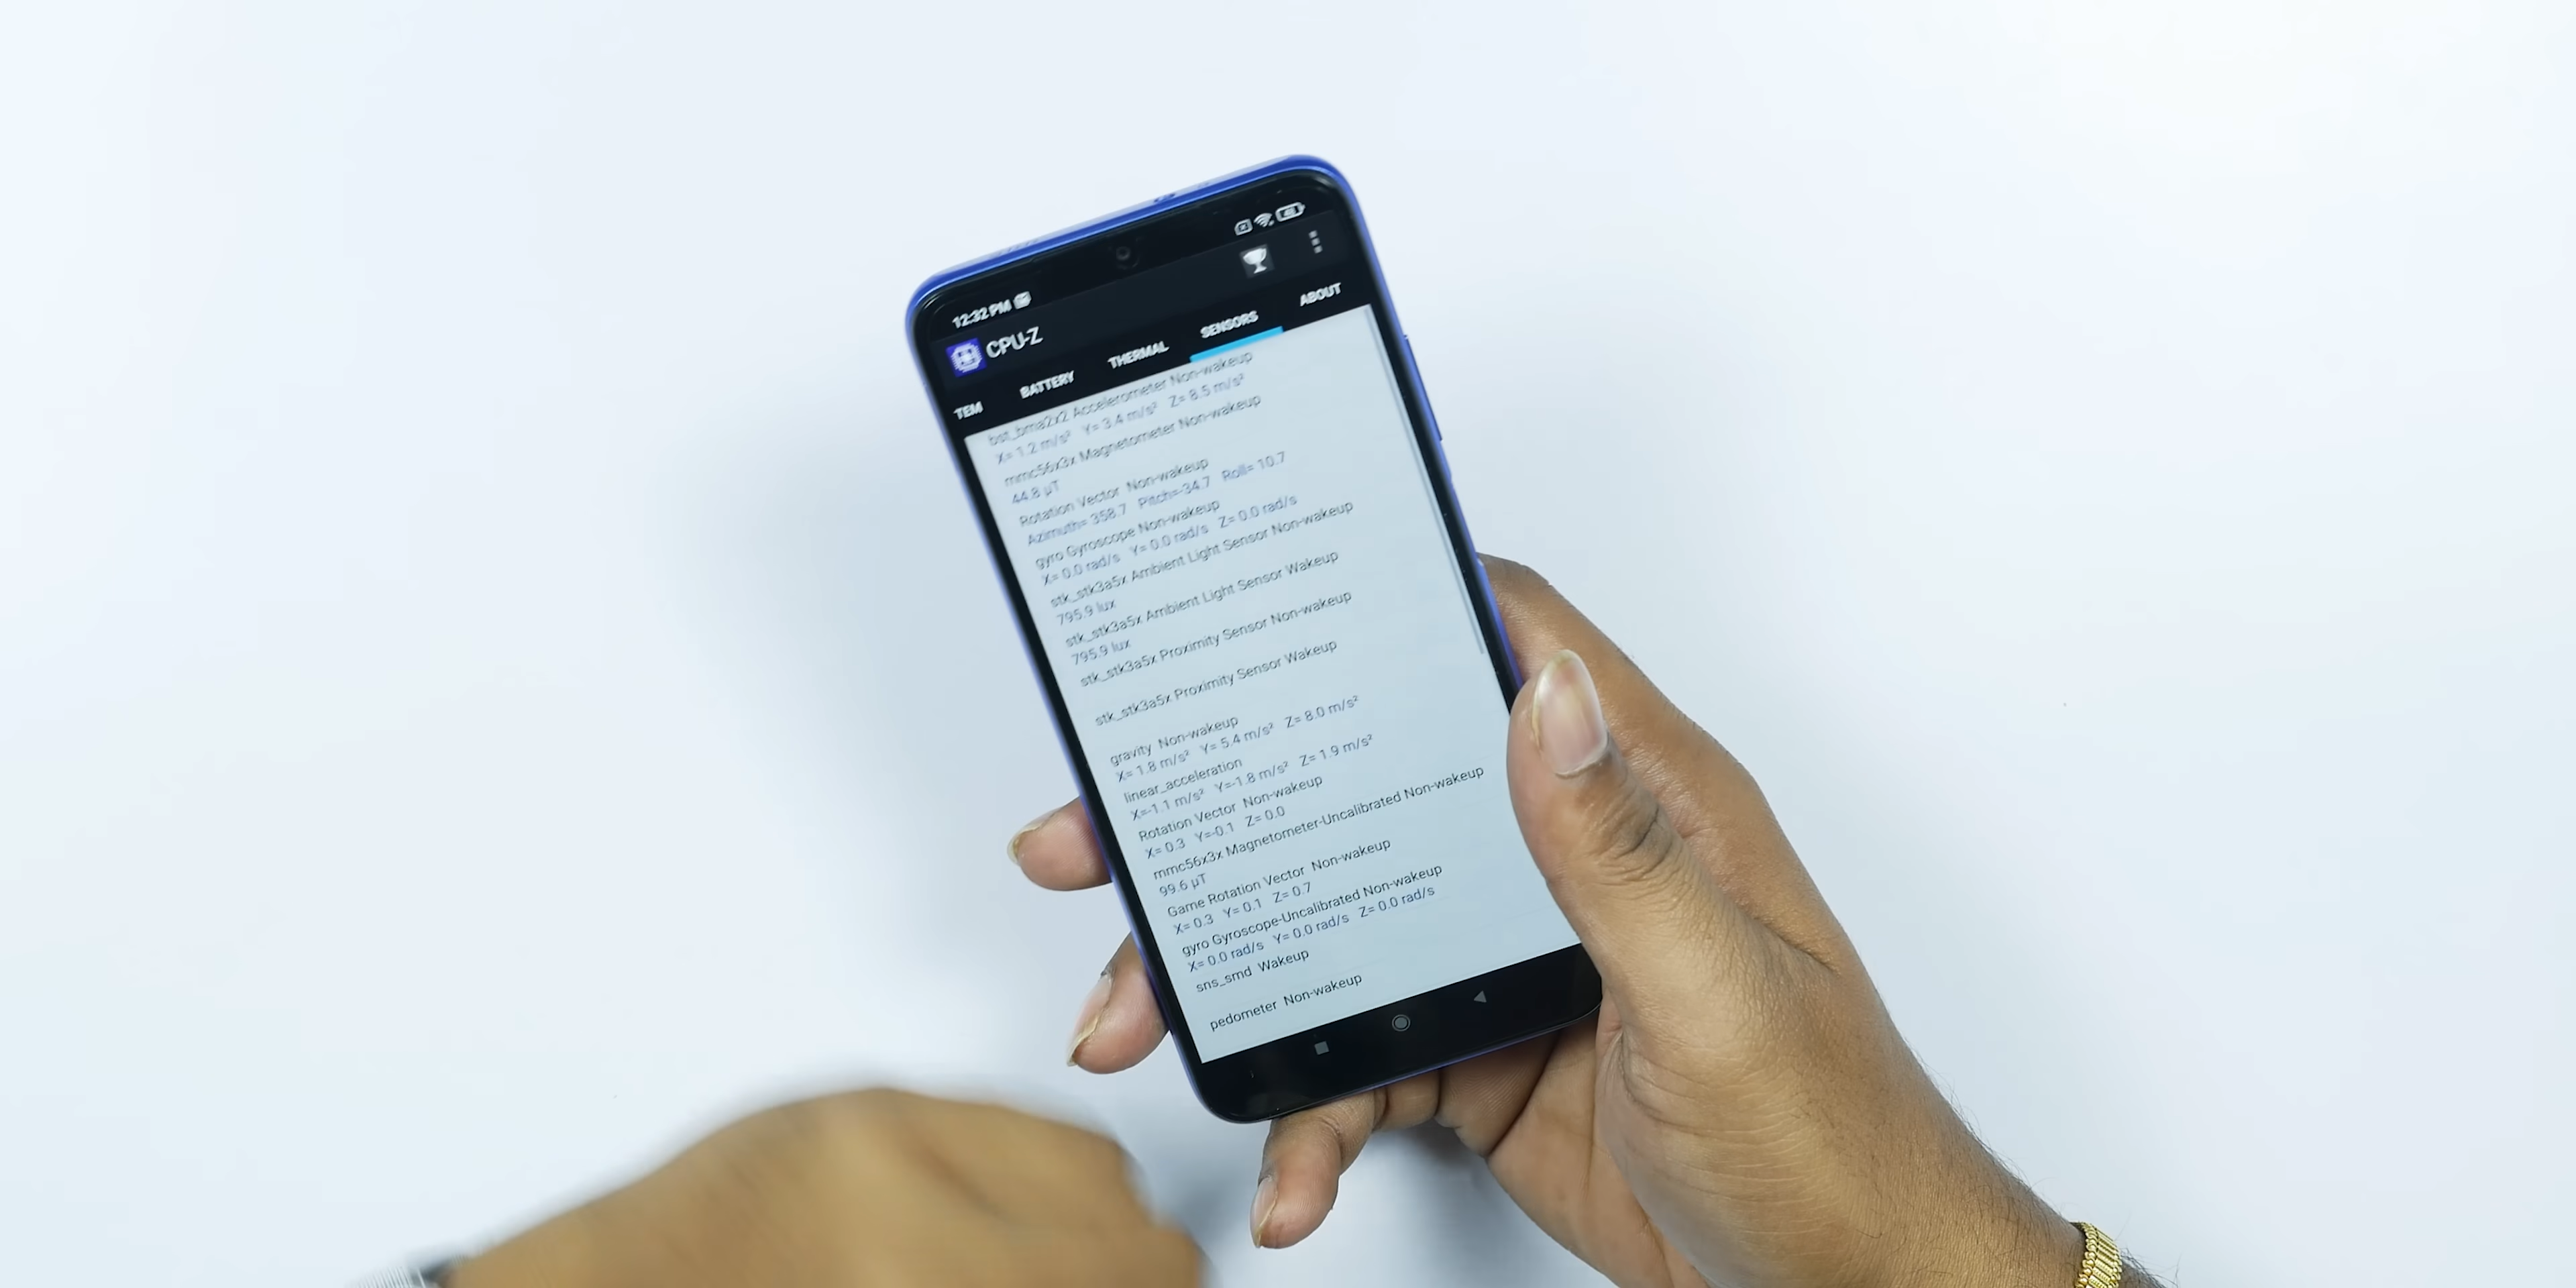 12:32 PM
CPU-Z
TEM BATTERY THERMAL SENSORS ABOUT
bst_bma2x2 Accelerometer Non-wakeup
X= 1.2 m/s² Y= 3.4 m/s² Z= 8.5 m/s²
mmc56x3x Magnetometer Non-wakeup
44.8 μT
Rotation Vector Non-wakeup
Azimuth= 358.7 Pitch=-34.7 Roll= 10.7
gyro Gyroscope Non-wakeup
X= 0.0 rad/s Y= 0.0 rad/s Z= 0.0 rad/s
stk_stk3a5x Ambient Light Sensor Non-wakeup
795.9 lux
stk_stk3a5x Ambient Light Sensor Wakeup
795.9 lux
stk_stk3a5x Proximity Sensor Non-wakeup
stk_stk3a5x Proximity Sensor Wakeup
gravity Non-wakeup
X= 1.8 m/s² Y= 5.4 m/s² Z= 8.0 m/s²
linear_acceleration
X=-1.1 m/s² Y=-1.8 m/s² Z= 1.9 m/s²
Rotation Vector Non-wakeup
X= 0.3 Y=-0.1 Z= 0.0
mmc56x3x Magnetometer-Uncalibrated Non-wakeup
99.6 μT
Game Rotation Vector Non-wakeup
X= 0.3 Y= 0.1 Z= 0.7
gyro Gyroscope-Uncalibrated Non-wakeup
X= 0.0 rad/s Y= 0.0 rad/s Z= 0.0 rad/s
sns_smd Wakeup
pedometer Non-wakeup